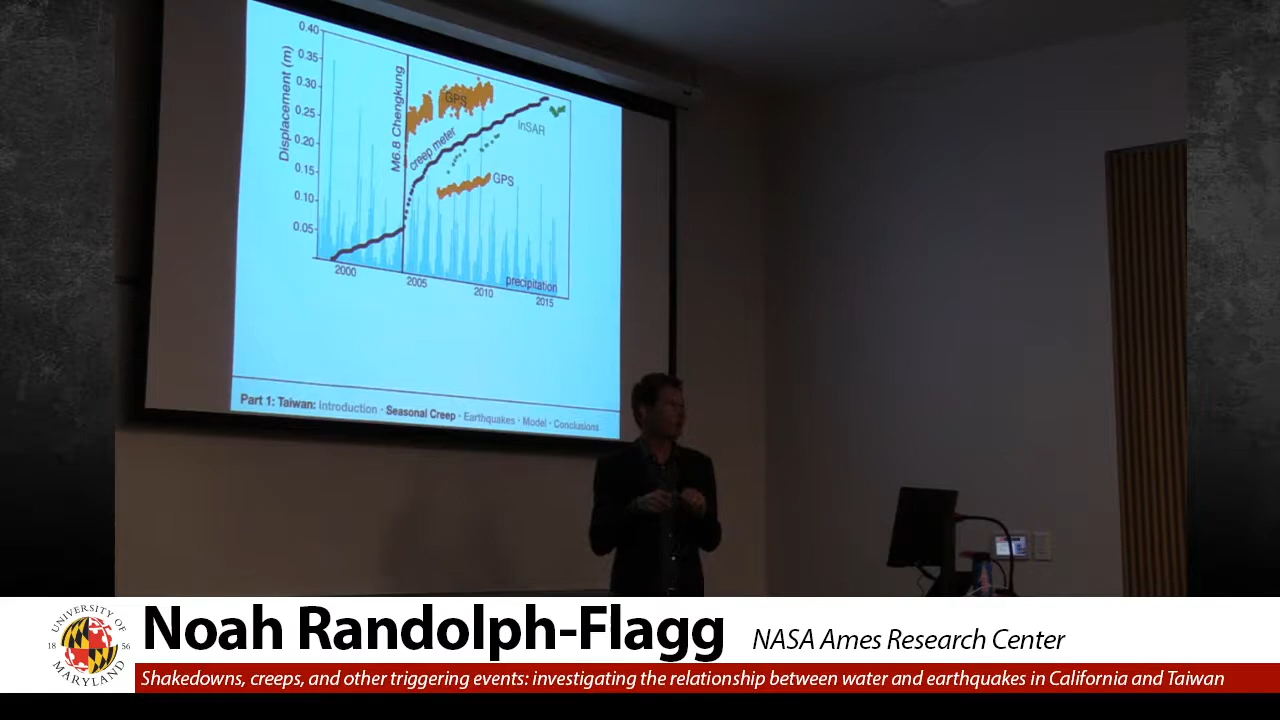 0.40
0.35
0.30
0.25
0.20
0.15
0.10
0.05
Displacement (m)
M6.8 Chengkung
GPS
creep meter
InSAR
GPS
precipitation
2000
2005
2010
2015
Part 1: Taiwan: Introduction · Seasonal Creep · Earthquakes · Model · Conclusions
UNIVERSITY OF
18 56
MARYLAND
Noah Randolph-Flagg NASA Ames Research Center
Shakedowns, creeps, and other triggering events: investigating the relationship between water and earthquakes in California and Taiwan